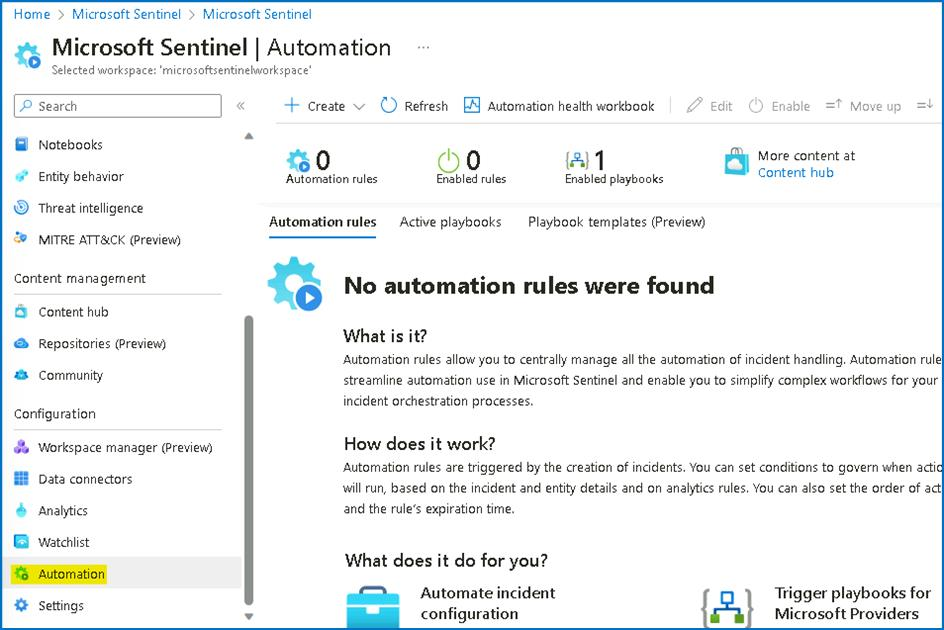 Home > Microsoft Sentinel > Microsoft Sentinel
Microsoft Sentinel | Automation ...
Selected workspace: 'microsoftsentinelworkspace'
Search
«
Create
Refresh
Automation health workbook
Edit
Enable
Move up
Notebooks
Entity behavior
Threat intelligence
MITRE ATT&CK (Preview)
Content management
Content hub
Repositories (Preview)
Community
Configuration
Workspace manager (Preview)
Data connectors
Analytics
Watchlist
Automation
Settings
0
Automation rules
0
Enabled rules
1
Enabled playbooks
More content at
Content hub
Automation rules
Active playbooks
Playbook templates (Preview)
No automation rules were found
What is it?
Automation rules allow you to centrally manage all the automation of incident handling. Automation rule
streamline automation use in Microsoft Sentinel and enable you to simplify complex workflows for your
incident orchestration processes.
How does it work?
Automation rules are triggered by the creation of incidents. You can set conditions to govern when actio
will run, based on the incident and entity details and on analytics rules. You can also set the order of act
and the rule's expiration time.
What does it do for you?
Automate incident
configuration
Trigger playbooks for
Microsoft Providers